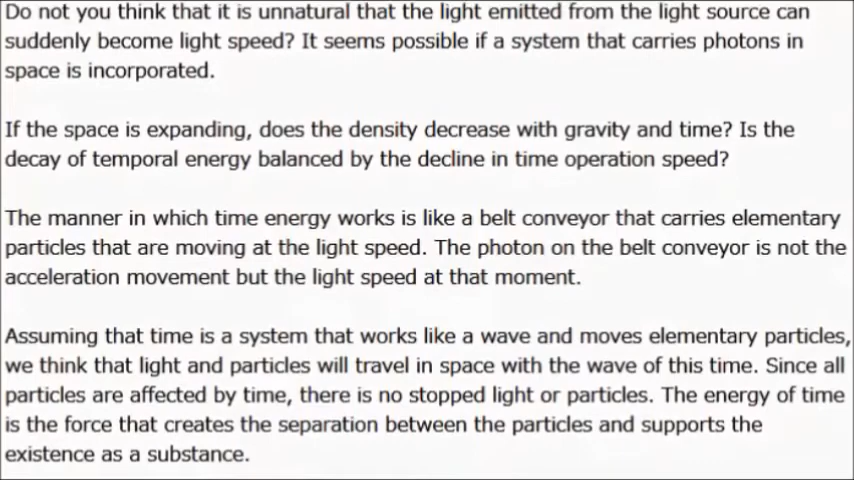 Do not you think that it is unnatural that the light emitted from the light source can
suddenly become light speed? It seems possible if a system that carries photons in
space is incorporated.
If the space is expanding, does the density decrease with gravity and time? Is the
decay of temporal energy balanced by the decline in time operation speed?
The manner in which time energy works is like a belt conveyor that carries elementary
particles that are moving at the light speed. The photon on the belt conveyor is not the
acceleration movement but the light speed at that moment.
Assuming that time is a system that works like a wave and moves elementary particles,
we think that light and particles will travel in space with the wave of this time. Since all
particles are affected by time, there is no stopped light or particles. The energy of time
is the force that creates the separation between the particles and supports the
existence as a substance.